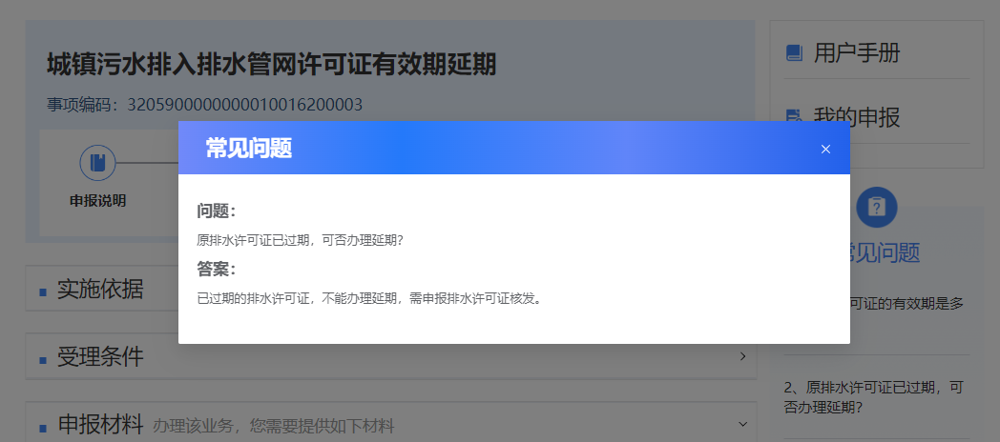 城镇污水排入排水管网许可证有效期延期
事项编码：3205900000000010016200003
申报说明
实施依据
受理条件
申报材料 办理该业务，您需要提供如下材料
常见问题
问题：
原排水许可证已过期，可否办理延期?
答案：
已过期的排水许可证，不能办理延期，需申报排水许可证核发。
用户手册
我的申报
常见问题
可证的有效期是多
2、原排水许可证已过期，可
否办理延期?